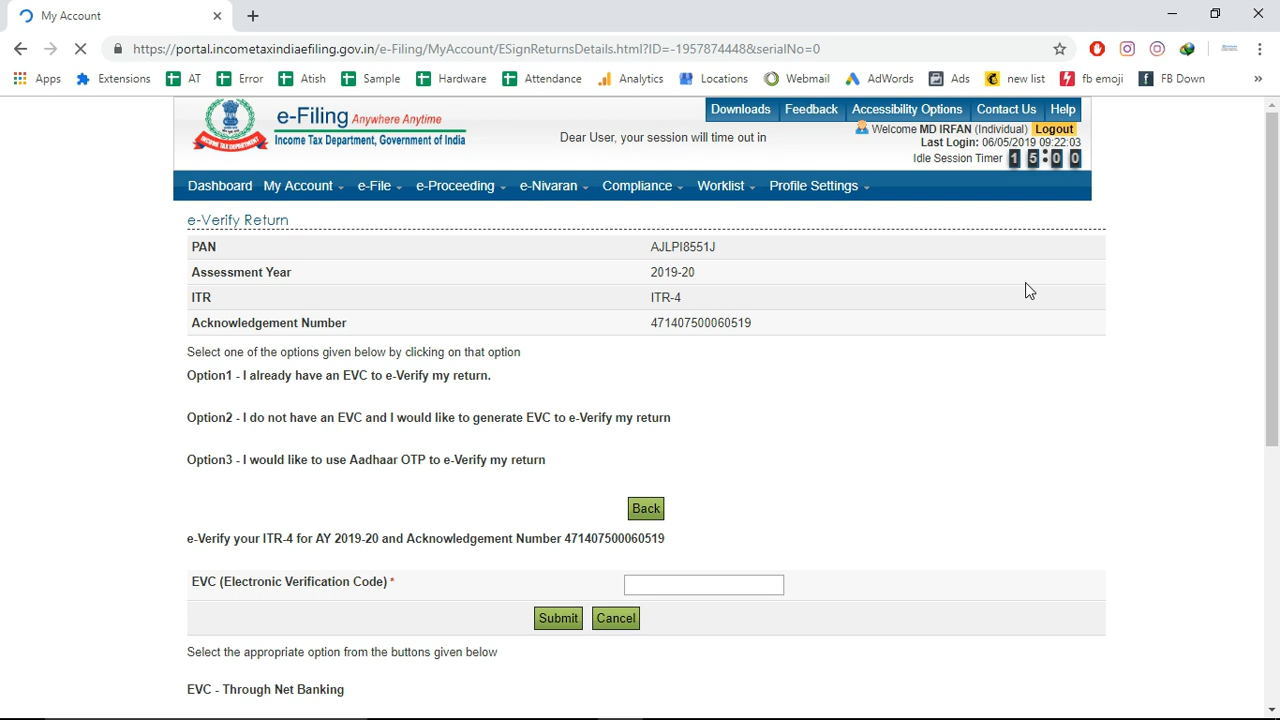 My Account
https://portal.incometaxindiaefiling.gov.in/e-Filing/MyAccount/ESignReturnsDetails.html?ID=-1957874448&serialNo=0
Apps Extensions AT Error Atish Sample Hardware Attendance Analytics Locations Webmail AdWords Ads new list fb emoji FB Down »
Downloads Feedback Accessibility Options Contact Us Help
e-Filing Anywhere Anytime
Income Tax Department, Government of India
Dear User, your session will time out in
Welcome MD IRFAN (Individual) Logout
Last Login: 06/05/2019 09:22:03
Idle Session Timer 15:00
Dashboard My Account e-File e-Proceeding e-Nivaran Compliance Worklist Profile Settings
e-Verify Return
PAN AJLPI8551J
Assessment Year 2019-20
ITR ITR-4
Acknowledgement Number 471407500060519
Select one of the options given below by clicking on that option
Option1 - I already have an EVC to e-Verify my return.
Option2 - I do not have an EVC and I would like to generate EVC to e-Verify my return
Option3 - I would like to use Aadhaar OTP to e-Verify my return
Back
e-Verify your ITR-4 for AY 2019-20 and Acknowledgement Number 471407500060519
EVC (Electronic Verification Code) *
Submit Cancel
Select the appropriate option from the buttons given below
EVC - Through Net Banking